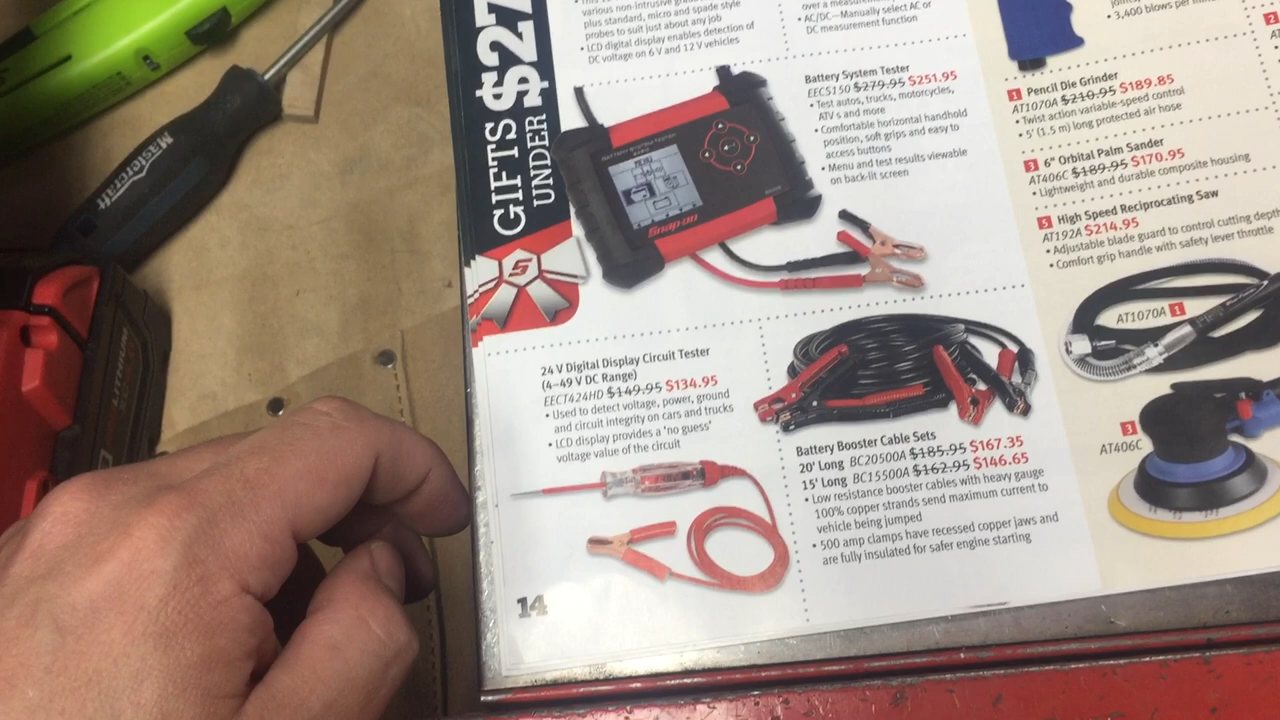 GIFTS
UNDER $27
various non-intrusive
plus standard, micro and spade style
probes to suit just about any job
• LCD digital display enables detection of
DC voltage on 6 V and 12 V vehicles
• AC/DC—Manually select AC or
DC measurement function
• 3,400 blows per
Battery System Tester
EECS150 $279.95 $251.95
• Test autos, trucks, motorcycles,
ATV s and more
• Comfortable horizontal handhold
position, soft grips and easy to
access buttons
• Menu and test results viewable
on back-lit screen
BATTERY SYSTEM TESTER
Snap-on
S
1 Pencil Die Grinder
AT1070A $210.95 $189.85
• Twist action variable-speed control
• 5' (1.5 m) long protected air hose
3 6" Orbital Palm Sander
AT406C $189.95 $170.95
• Lightweight and durable composite housing
5 High Speed Reciprocating Saw
AT192A $214.95
• Adjustable blade guard to control cutting depth
• Comfort grip handle with safety lever throttle
AT1070A 1
3
AT406C
2
24 V Digital Display Circuit Tester
(4–49 V DC Range)
EECT424HD $149.95 $134.95
• Used to detect voltage, power, ground
and circuit integrity on cars and trucks
• LCD display provides a 'no guess'
voltage value of the circuit
Battery Booster Cable Sets
20' Long BC20500A $185.95 $167.35
15' Long BC15500A $162.95 $146.65
• Low resistance booster cables with heavy gauge
100% copper strands send maximum current to
vehicle being jumped
• 500 amp clamps have recessed copper jaws and
are fully insulated for safer engine starting
14
Mastercraft
LITHIUM